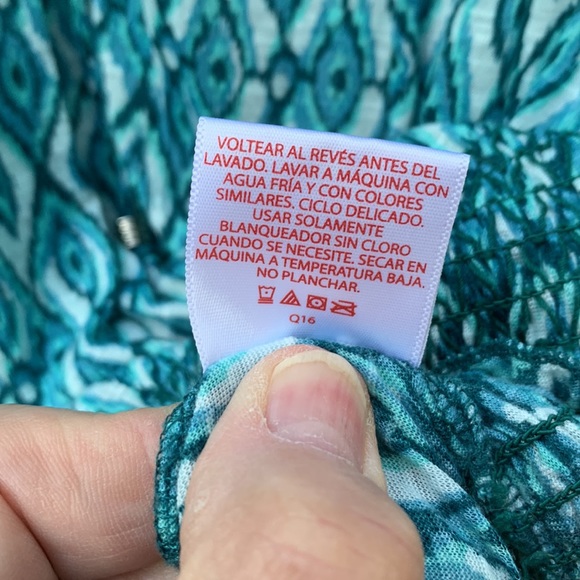 VOLTEAR AL REVÉS ANTES DEL
LAVADO. LAVAR A MÁQUINA CON
AGUA FRÍA Y CON COLORES
SIMILARES. CICLO DELICADO.
USAR SOLAMENTE
BLANQUEADOR SIN CLORO
CUANDO SE NECESITE. SECAR EN
MÁQUINA A TEMPERATURA BAJA.
NO PLANCHAR.
Q16